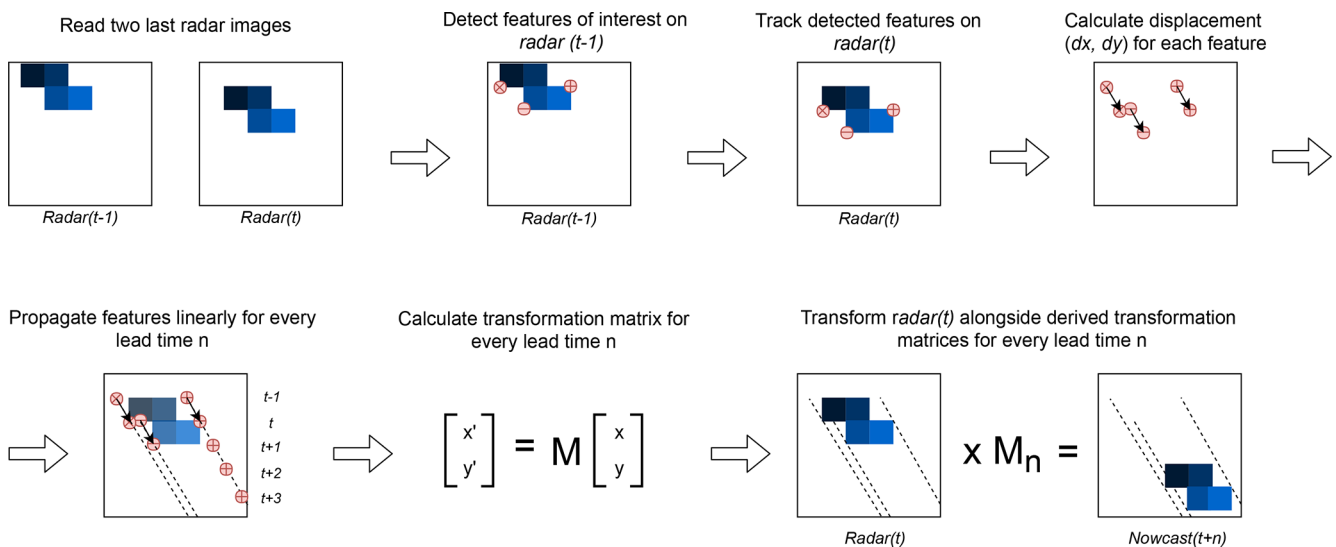 Read two last radar images
Radar(t-1)
Radar(t)
Detect features of interest on
radar (t-1)
Radar(t-1)
Track detected features on
radar(t)
Radar(t)
Calculate displacement
(dx, dy) for each feature
Propagate features linearly for every
lead time n
t-1
t
t+1
t+2
t+3
Calculate transformation matrix for
every lead time n
x' = M x
y' y
Transform radar(t) alongside derived transformation
matrices for every lead time n
x Mn =
Radar(t)
Nowcast(t+n)